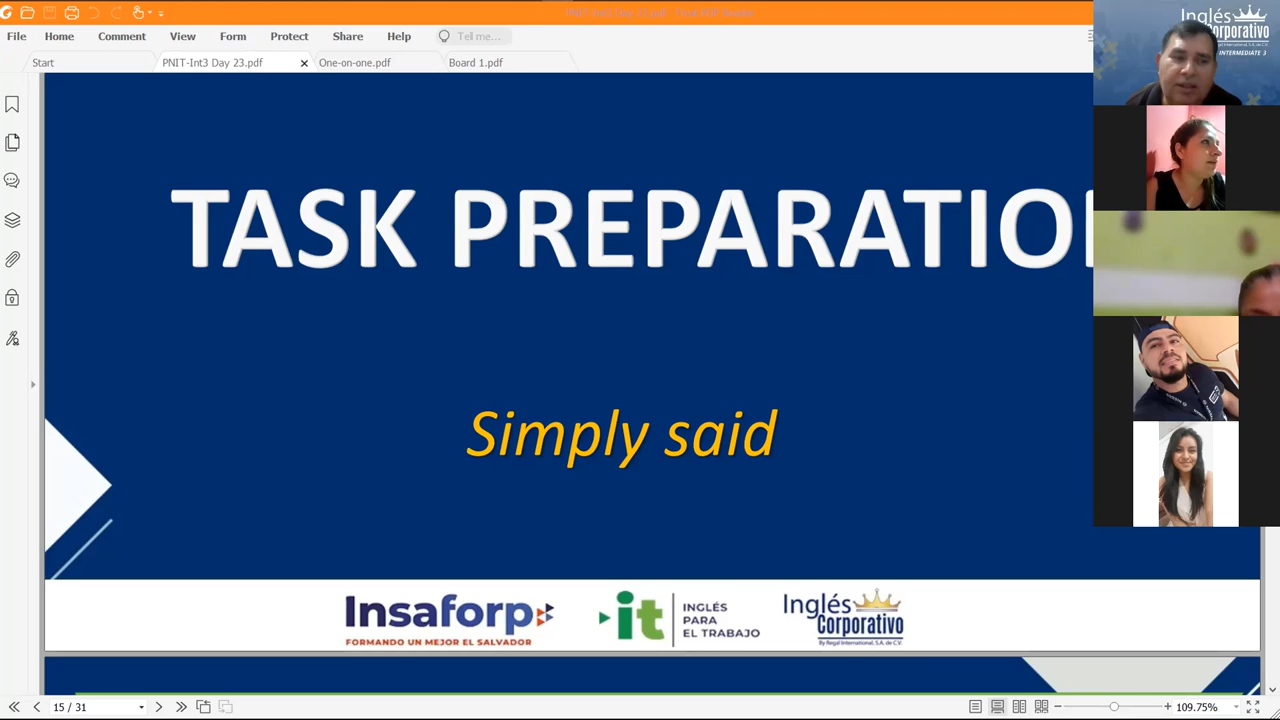 File Home Comment View Form Protect Share Help Tell me...
Start PNIT-Int3 Day 23.pdf One-on-one.pdf Board 1.pdf
Inglés
Corporativo
INTERMEDIATE 3
TASK PREPARATIO
Simply said
Insaforp
FORMANDO UN MEJOR EL SALVADOR
it
INGLÉS
PARA
EL TRABAJO
Inglés
Corporativo
By Regal International, S.A. de C.V.
15 / 31
109.75%